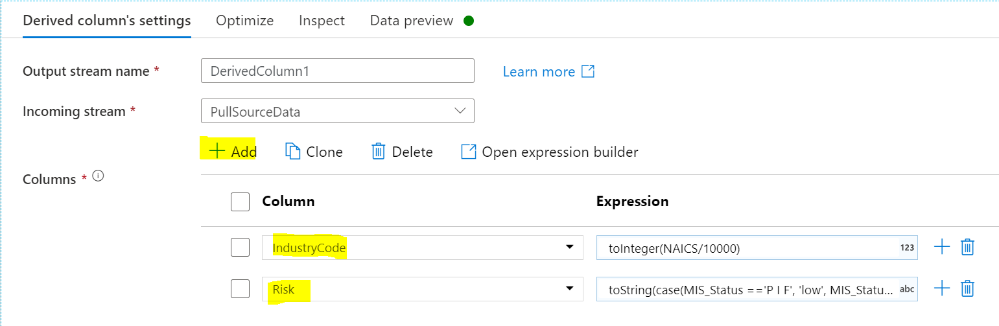 Derived column's settings Optimize Inspect Data preview
Output stream name * DerivedColumn1 Learn more
Incoming stream * PullSourceData
+ Add Clone Delete Open expression builder
Columns *
Column Expression
IndustryCode toInteger(NAICS/10000) 123
Risk toString(case(MIS_Status =='P I F', 'low', MIS_Statu... abc